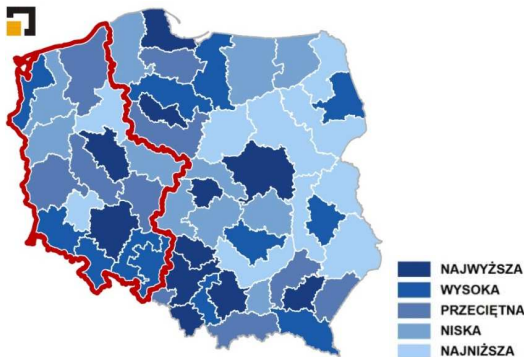 NAJWYŻSZA
WYSOKA
PRZECIĘTNA
NISKA
NAJNIŻSZA